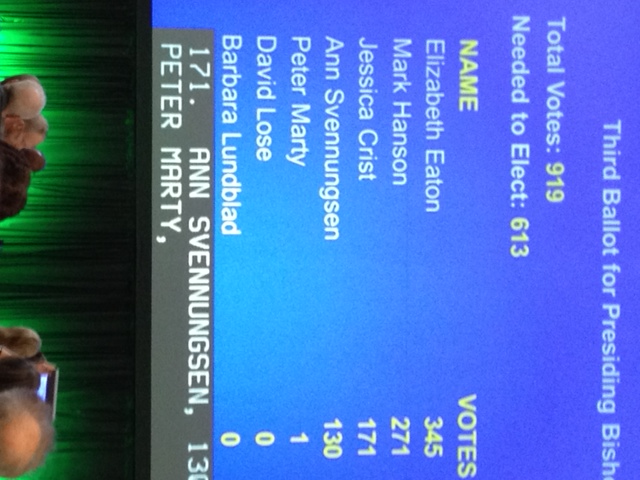 Third Ballot for Presiding Bish
Total Votes: 919
Needed to Elect: 613
NAME VOTES
Elizabeth Eaton 345
Mark Hanson 271
Jessica Crist 171
Ann Svennungsen 130
Peter Marty 1
David Lose 0
Barbara Lundblad 0
171. ANN SVENNUNGSEN, 130
PETER MARTY,